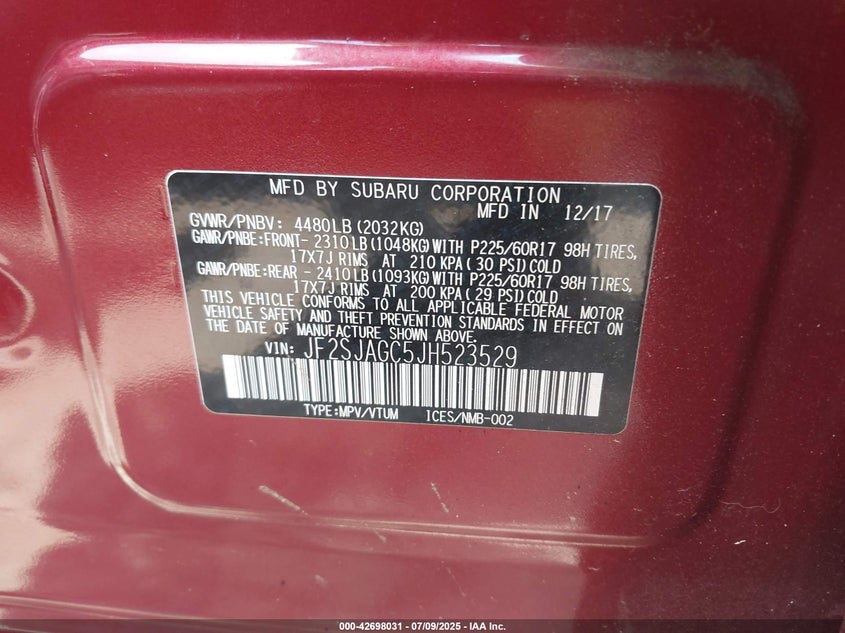 MFD BY SUBARU CORPORATION
MFD IN 12/17
GVWR/PNBV: 4480LB (2032KG)
GAWR/PNBE:FRONT- 2310LB (1048KG) WITH P225/60R17 98H TIRES,
17X7J RIMS AT 210 KPA ( 30 PSI) COLD
GAWR/PNBE:REAR - 2410LB (1093KG) WITH P225/60R17 98H TIRES,
17X7J RIMS AT 200 KPA ( 29 PSI) COLD
THIS VEHICLE CONFORMS TO ALL APPLICABLE FEDERAL MOTOR
VEHICLE SAFETY AND THEFT PREVENTION STANDARDS IN EFFECT ON
THE DATE OF MANUFACTURE SHOWN ABOVE.
VIN: JF2SJAGC5JH523529
TYPE:MPV/VTUM ICES/NMB-002
000-42698031 / 07/09/2025 - IAA Inc.